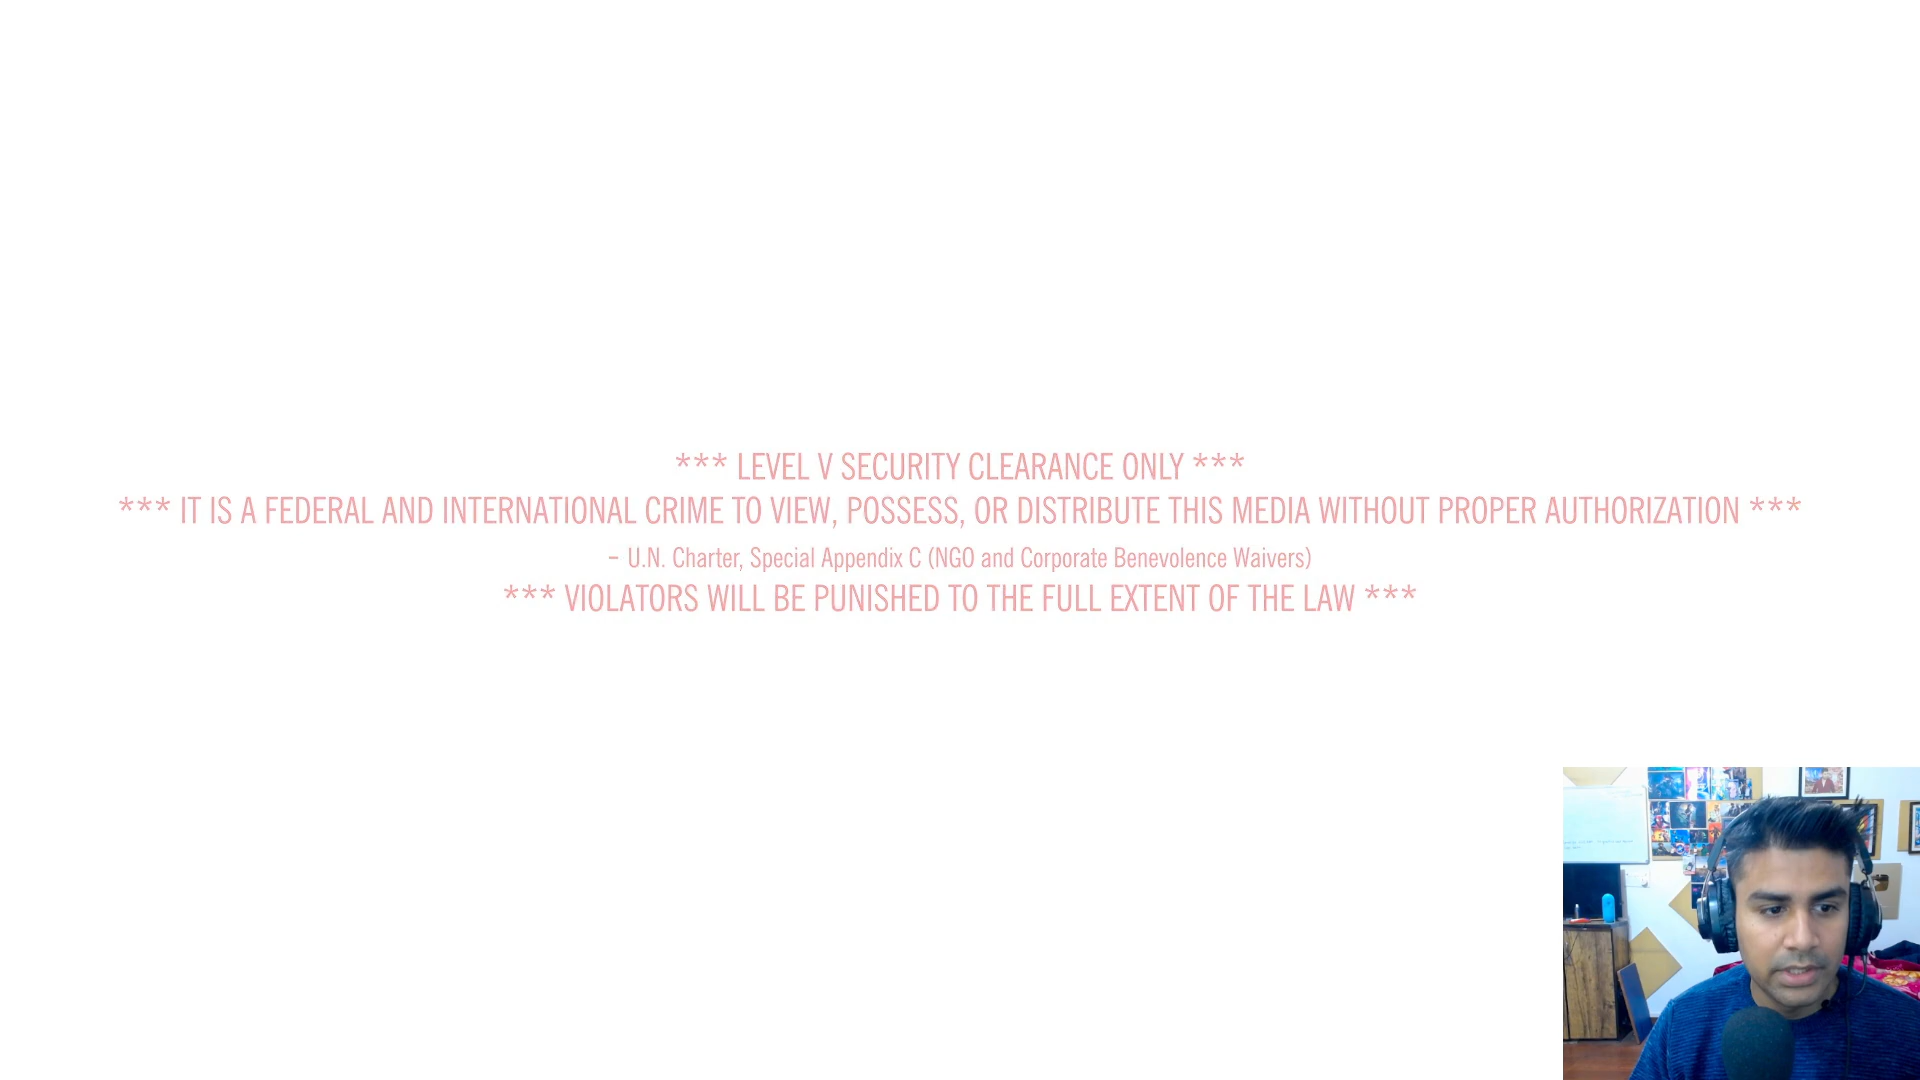 *** LEVEL V SECURITY CLEARANCE ONLY ***
*** IT IS A FEDERAL AND INTERNATIONAL CRIME TO VIEW, POSSESS, OR DISTRIBUTE THIS MEDIA WITHOUT PROPER AUTHORIZATION ***
– U.N. Charter, Special Appendix C (NGO and Corporate Benevolence Waivers)
*** VIOLATORS WILL BE PUNISHED TO THE FULL EXTENT OF THE LAW ***